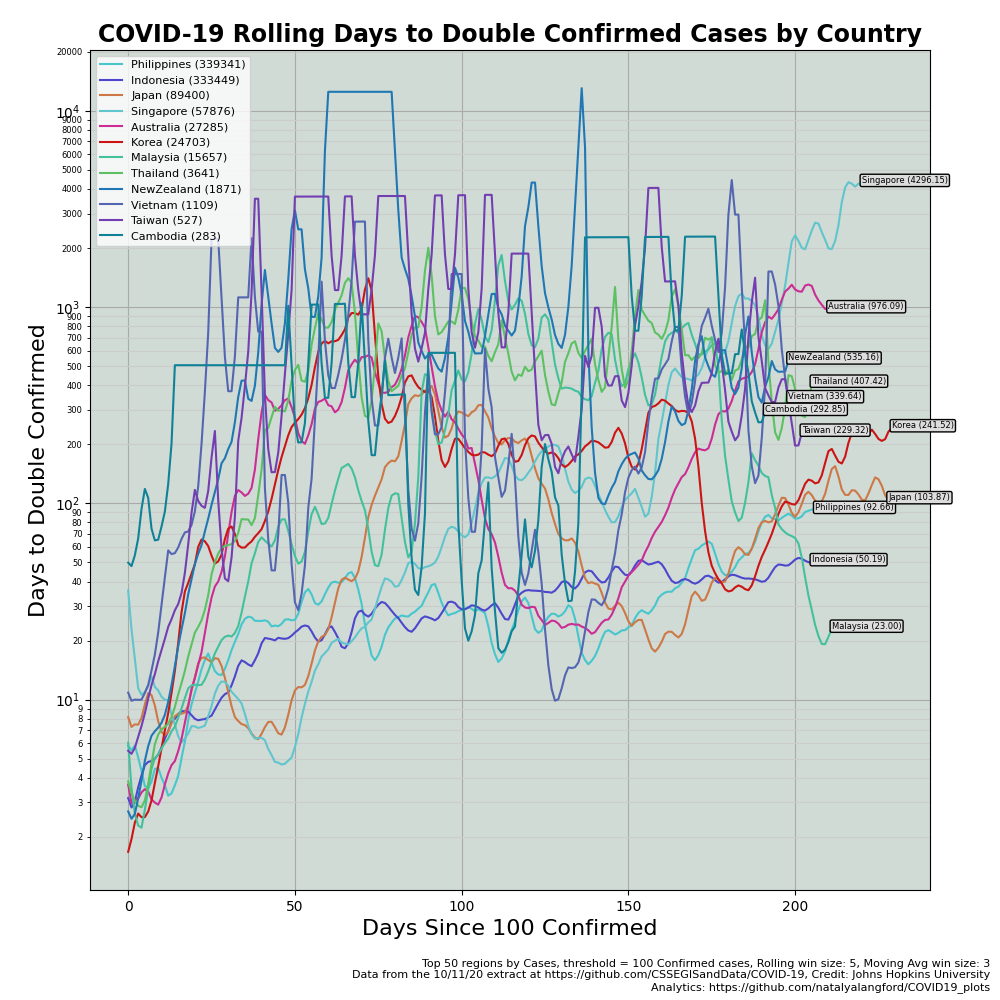 COVID-19 Rolling Days to Double Confirmed Cases by Country
Days to Double Confirmed
20000
10^4
9000
8000
7000
6000
5000
4000
3000
2000
10^3
900
800
700
600
500
400
300
200
10^2
90
80
70
60
50
40
30
20
10^1
9
8
7
6
5
4
3
2
Philippines (339341)
Indonesia (333449)
Japan (89400)
Singapore (57876)
Australia (27285)
Korea (24703)
Malaysia (15657)
Thailand (3641)
NewZealand (1871)
Vietnam (1109)
Taiwan (527)
Cambodia (283)
Singapore (4296.15)
Australia (976.09)
NewZealand (535.16)
Thailand (407.42)
Vietnam (339.64)
Cambodia (292.85)
Korea (241.52)
Taiwan (229.32)
Japan (103.87)
Philippines (92.66)
Indonesia (50.19)
Malaysia (23.00)
0 50 100 150 200
Days Since 100 Confirmed
Top 50 regions by Cases, threshold = 100 Confirmed cases, Rolling win size: 5, Moving Avg win size: 3
Data from the 10/11/20 extract at https://github.com/CSSEGISandData/COVID-19, Credit: Johns Hopkins University
Analytics: https://github.com/natalyalangford/COVID19_plots